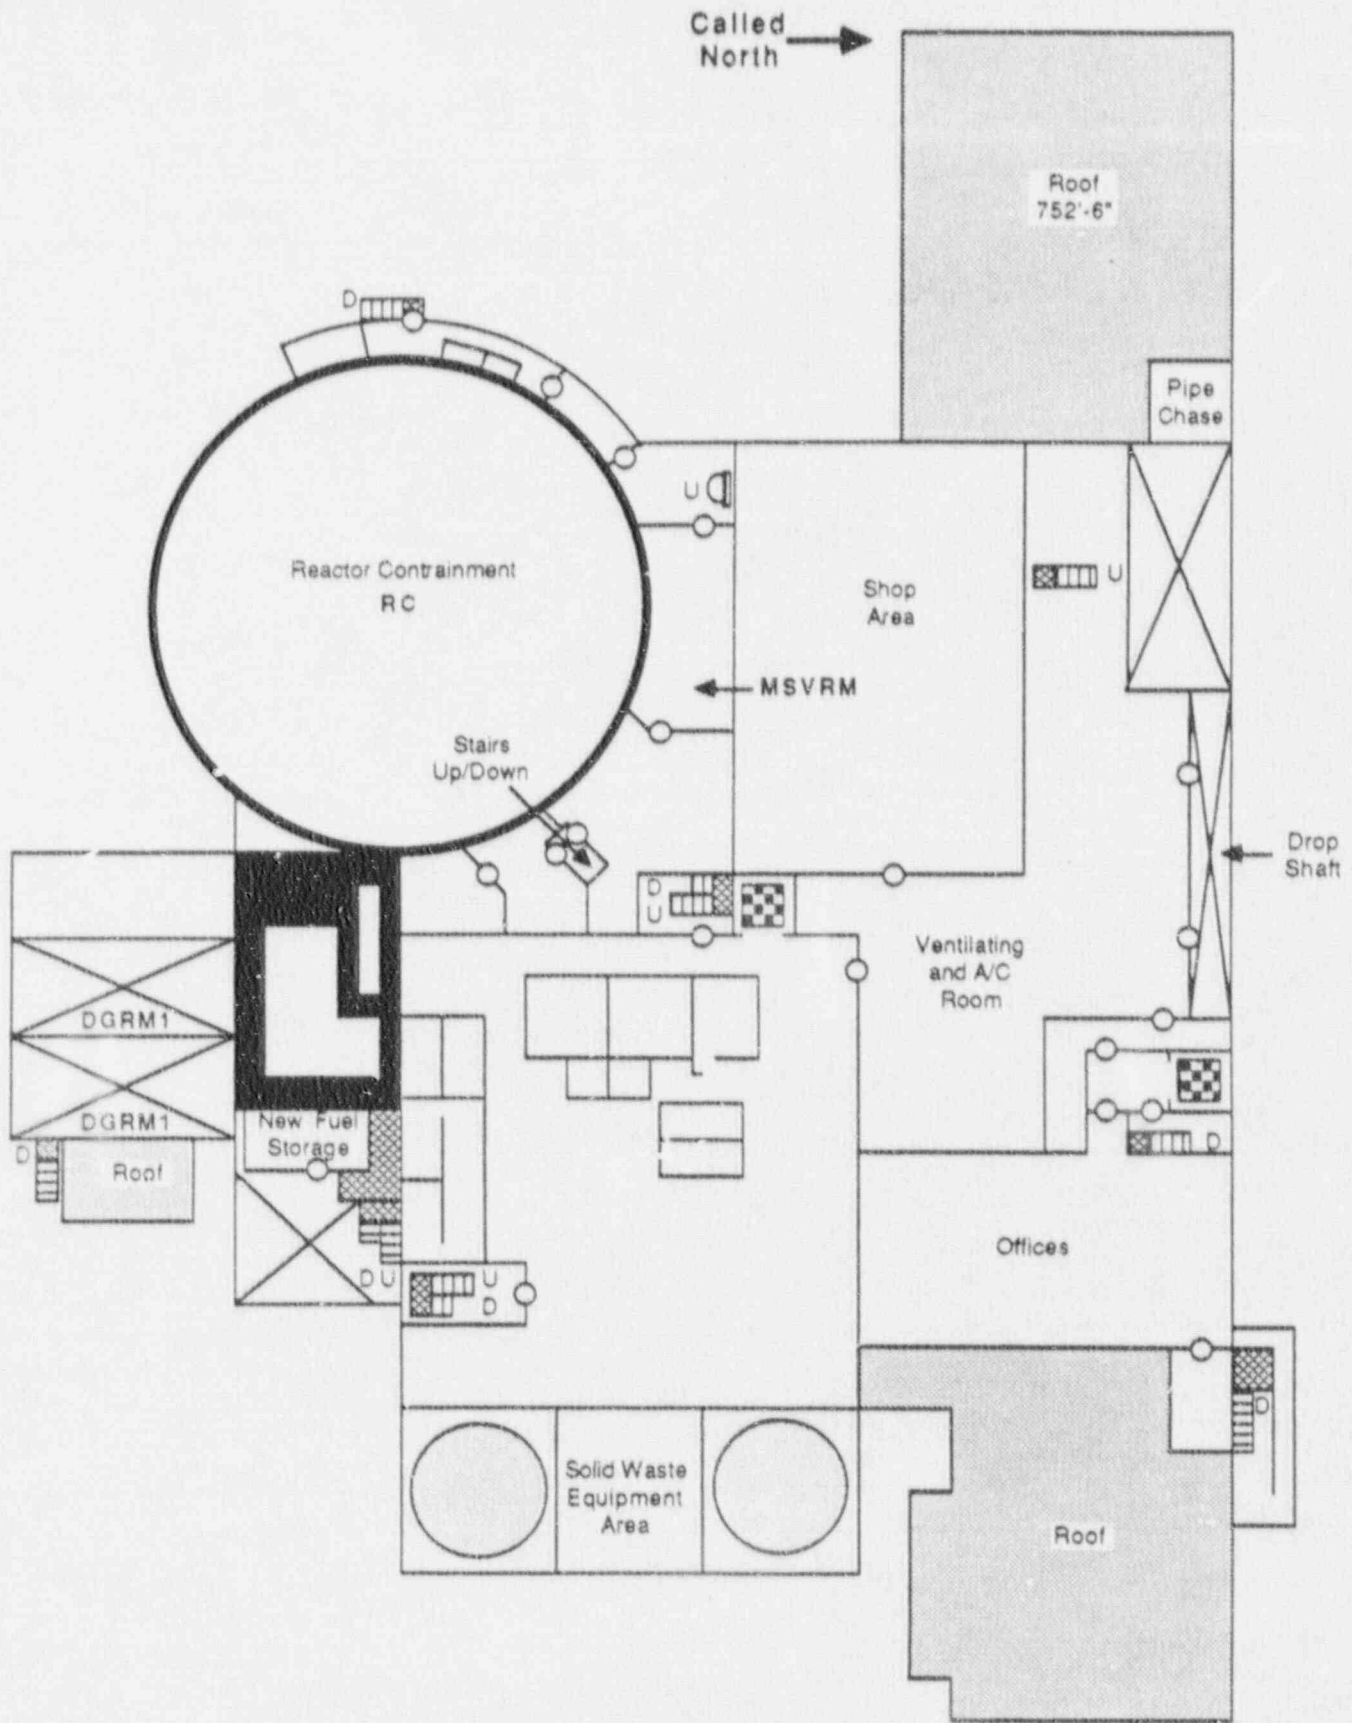 Called
North
Roof
752'-6"
D
Pipe
Chase
U
Reactor Contrainment
RC
U
Shop
Area
MSVRM
Stairs
Up/Down
Drop
Shaft
D
U
Ventilating
and A/C
Room
DGRM1
DGRM1
New Fuel
Storage
D
Roof
D
Offices
D U
U
D
D
Solid Waste
Equipment
Area
Roof